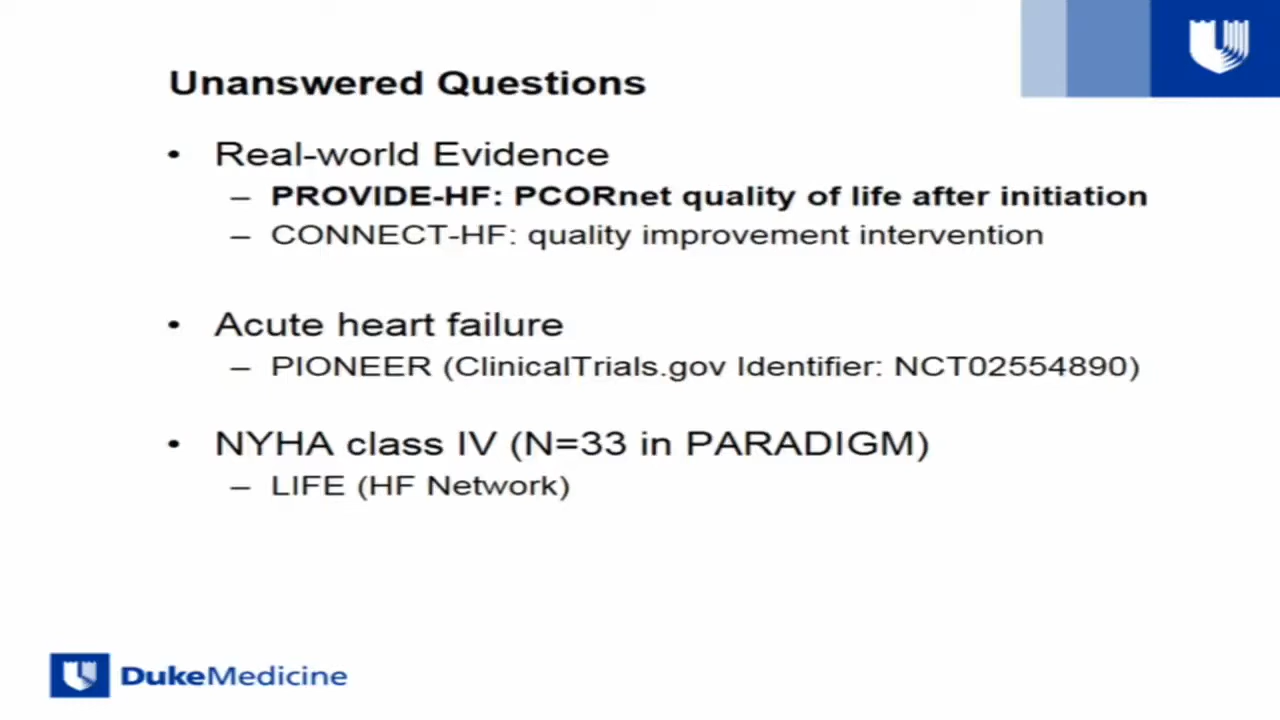 Unanswered Questions
• Real-world Evidence
– PROVIDE-HF: PCORnet quality of life after initiation
– CONNECT-HF: quality improvement intervention
• Acute heart failure
– PIONEER (ClinicalTrials.gov Identifier: NCT02554890)
• NYHA class IV (N=33 in PARADIGM)
– LIFE (HF Network)
DukeMedicine